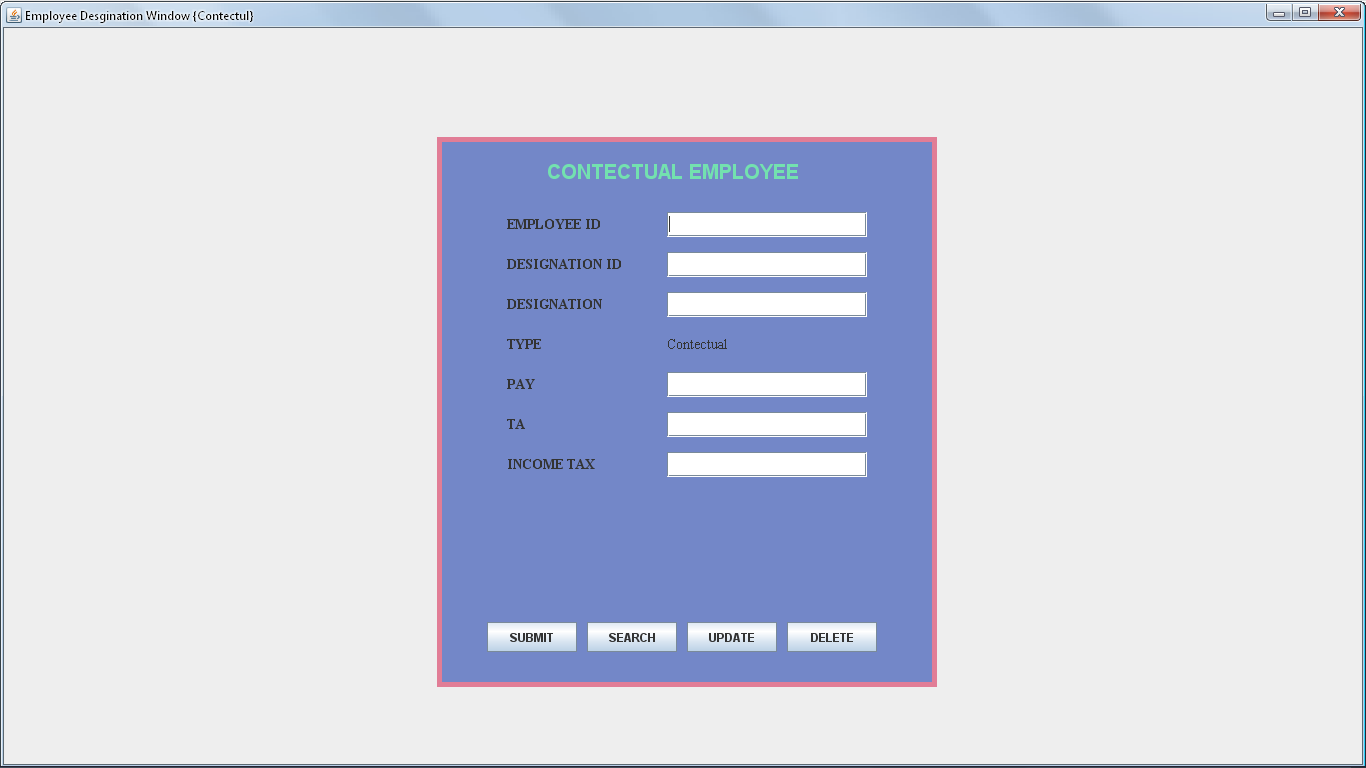 Employee Desgination Window {Contectul}
CONTECTUAL EMPLOYEE
EMPLOYEE ID
DESIGNATION ID
DESIGNATION
TYPE Contectual
PAY
TA
INCOME TAX
SUBMIT SEARCH UPDATE DELETE